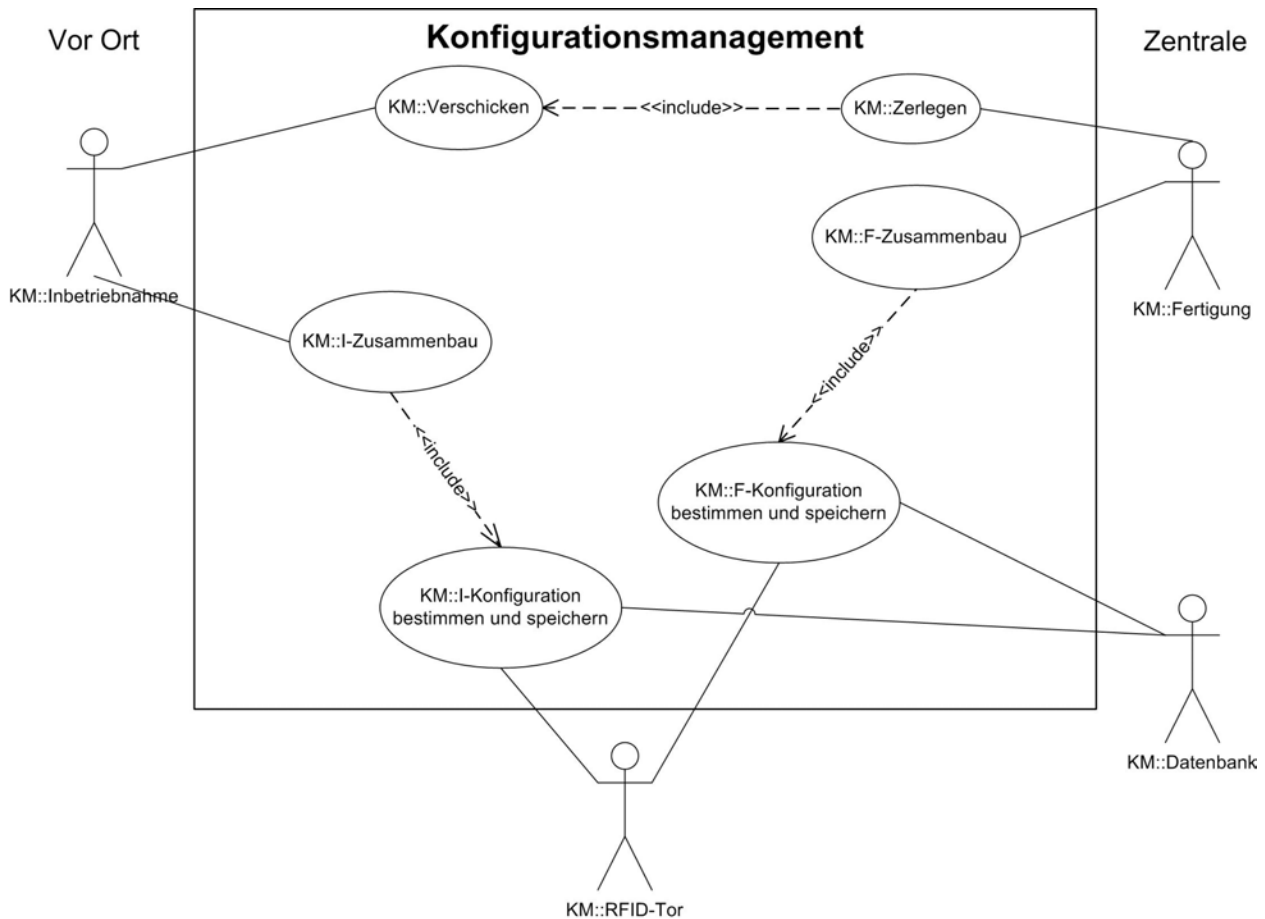 Vor Ort
Konfigurationsmanagement
Zentrale
KM::Verschicken
<<include>>
KM::Zerlegen
KM::F-Zusammenbau
KM::Inbetriebnahme
KM::Fertigung
KM::I-Zusammenbau
<<include>>
<<include>>
KM::F-Konfiguration
bestimmen und speichern
KM::I-Konfiguration
bestimmen und speichern
KM::Datenbank
KM::RFID-Tor